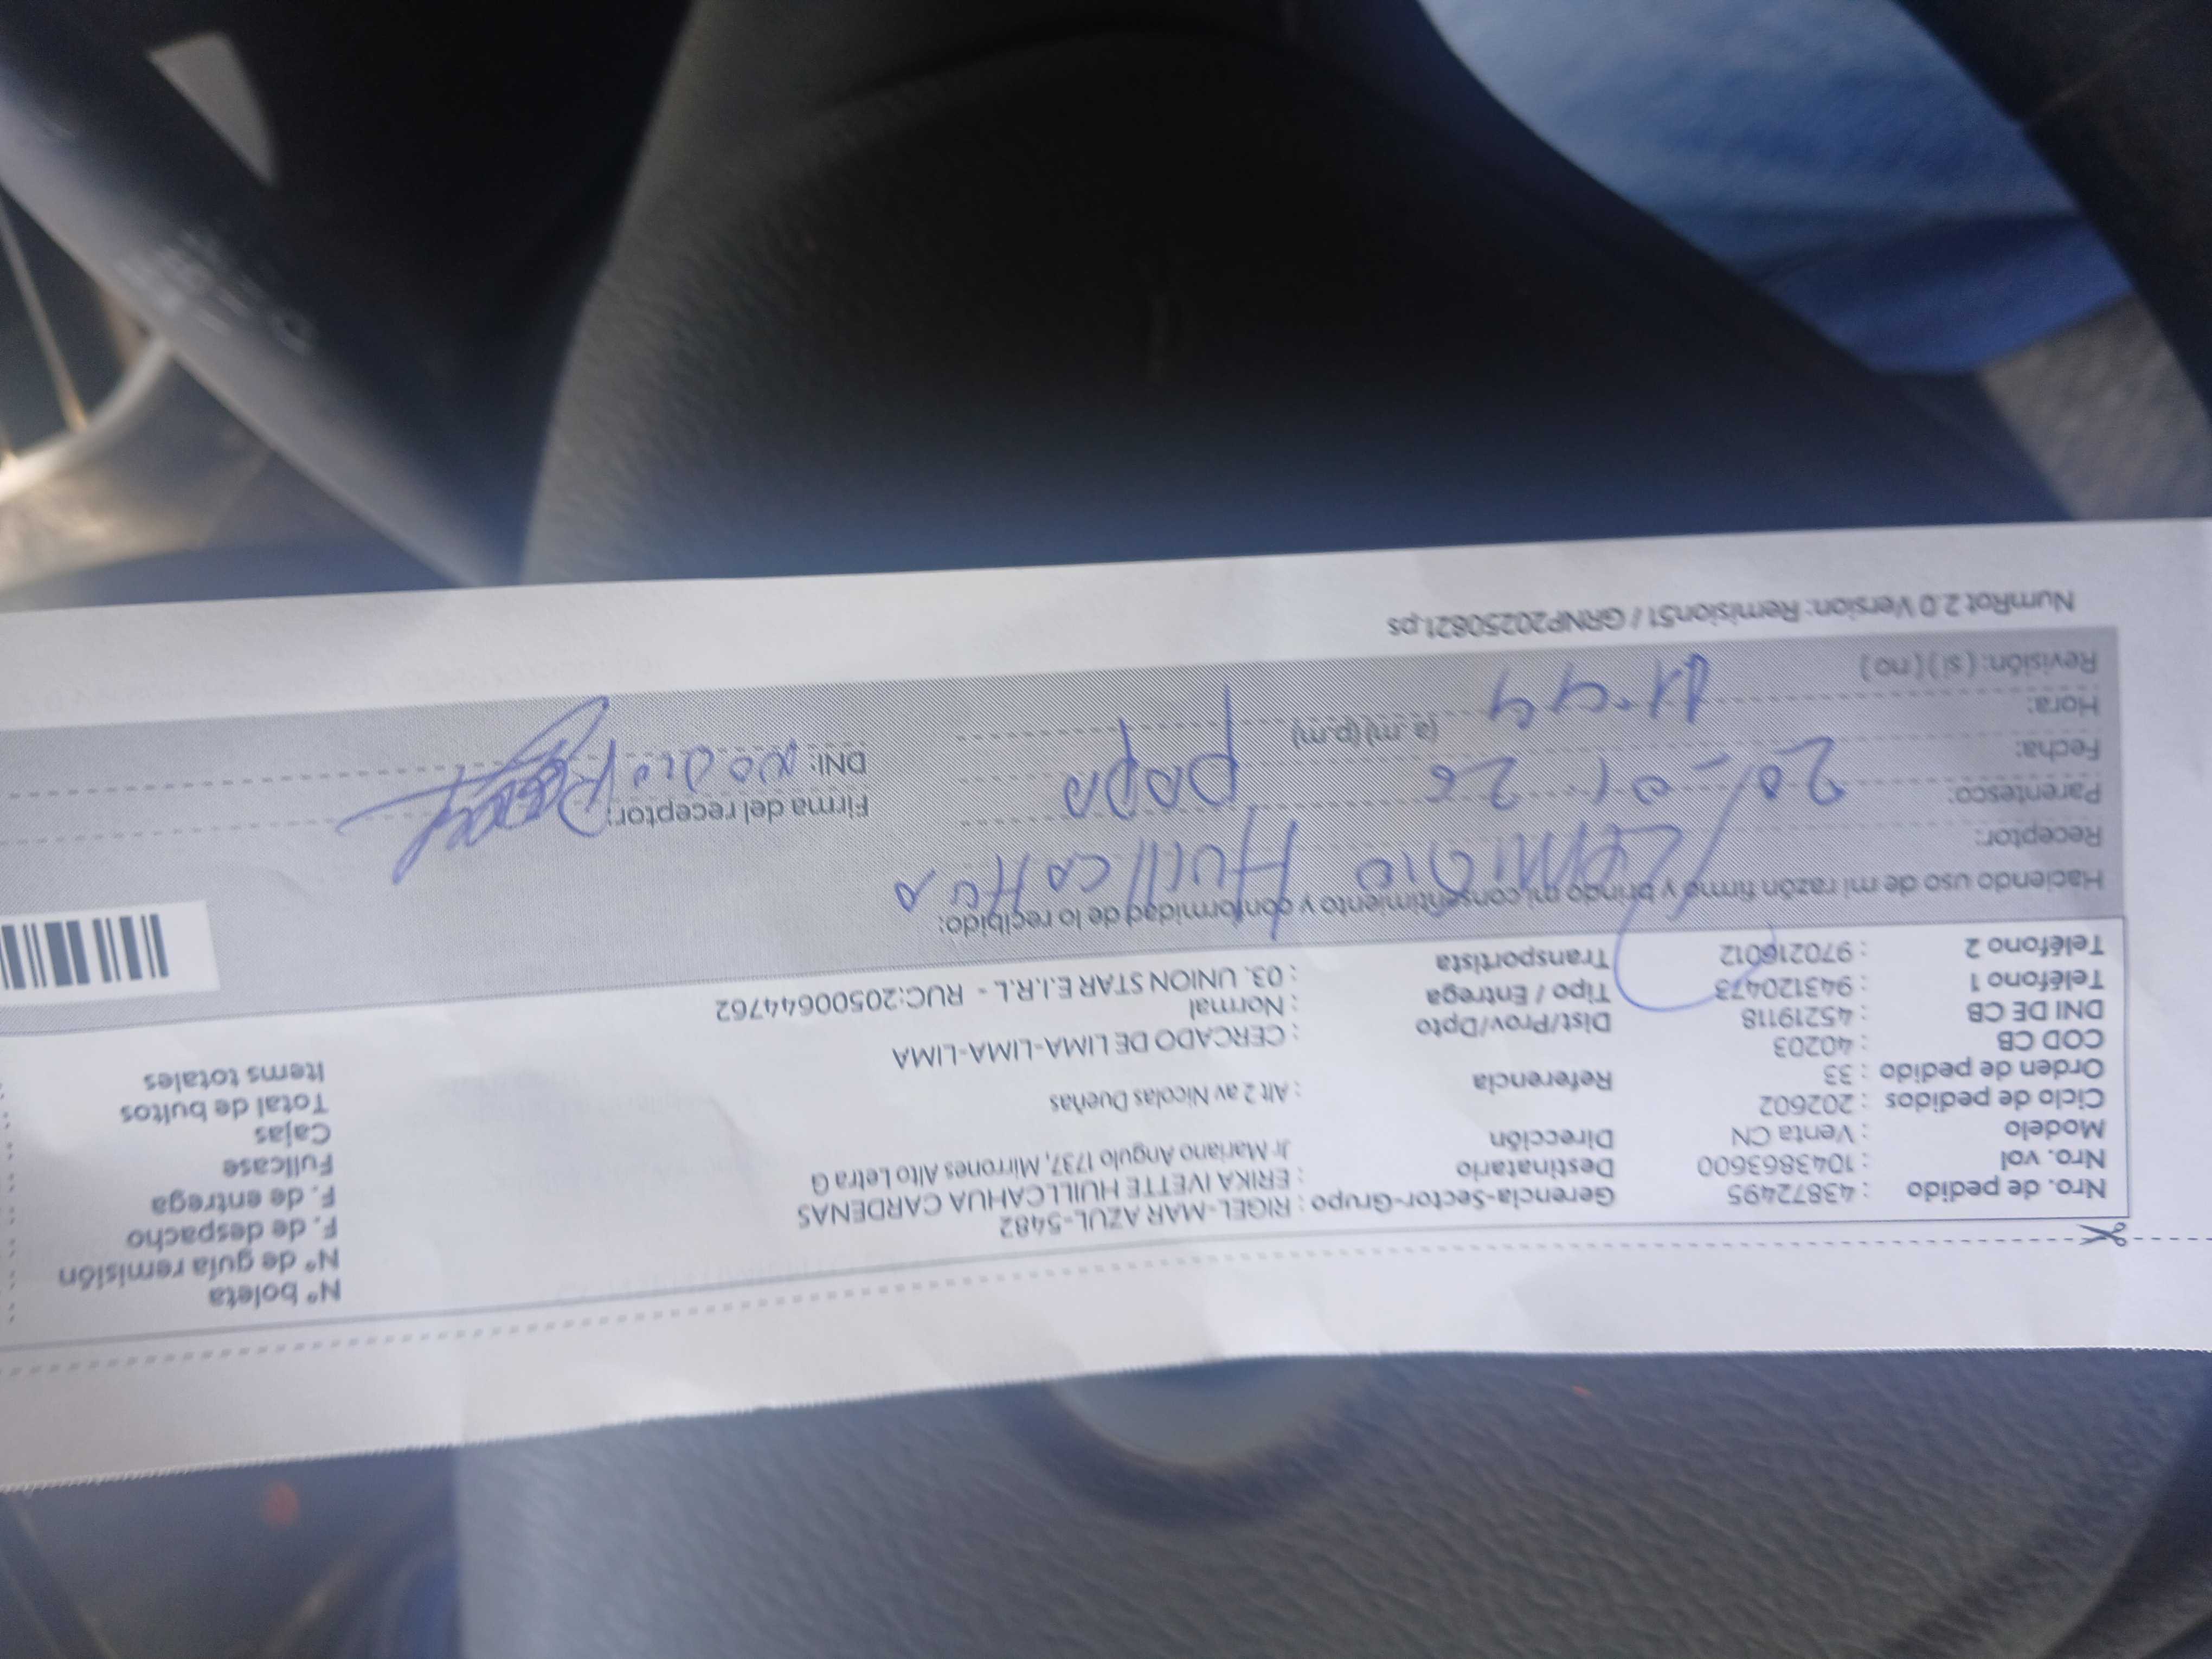 Nº boleta
Nº de guía remisión
F. de despacho
F. de entrega
Fullcase
Cajas
Total de bultos
Items totales
Nro. de pedido : 43872495
Nro. vol : 1043863600
Modelo : Venta CN
Ciclo de pedidos : 202602
Orden de pedido : 33
COD CB : 40203
DNI DE CB : 45219118
Teléfono 1 : 943120473
Teléfono 2 : 970216012
Gerencia-Sector-Grupo : RIGEL-MAR AZUL-5482
Destinatario : ERIKA IVETTE HUILLCAHUA CARDENAS
Dirección Jr Mariano Angulo 1737, Mirrones Alto Letra G
Referencia : Alt 2 av Nicolas Dueñas
Dist/Prov/Dpto : CERCADO DE LIMA-LIMA-LIMA
Tipo / Entrega : Normal
Transportista : 03. UNION STAR E.I.R.L - RUC:20500644762
Haciendo uso de mi razón firmo y brindo mi consentimiento y conformidad de lo recibido:
Receptor: Huillcahua
Parentesco: papa
Fecha: 20-01-26
Hora: (a.m) (p.m)
Revisión: (si) (no)
Firma del receptor:
DNI: no dio
NumRot 2.0 Version: Remision51 / GRNP20250821.ps